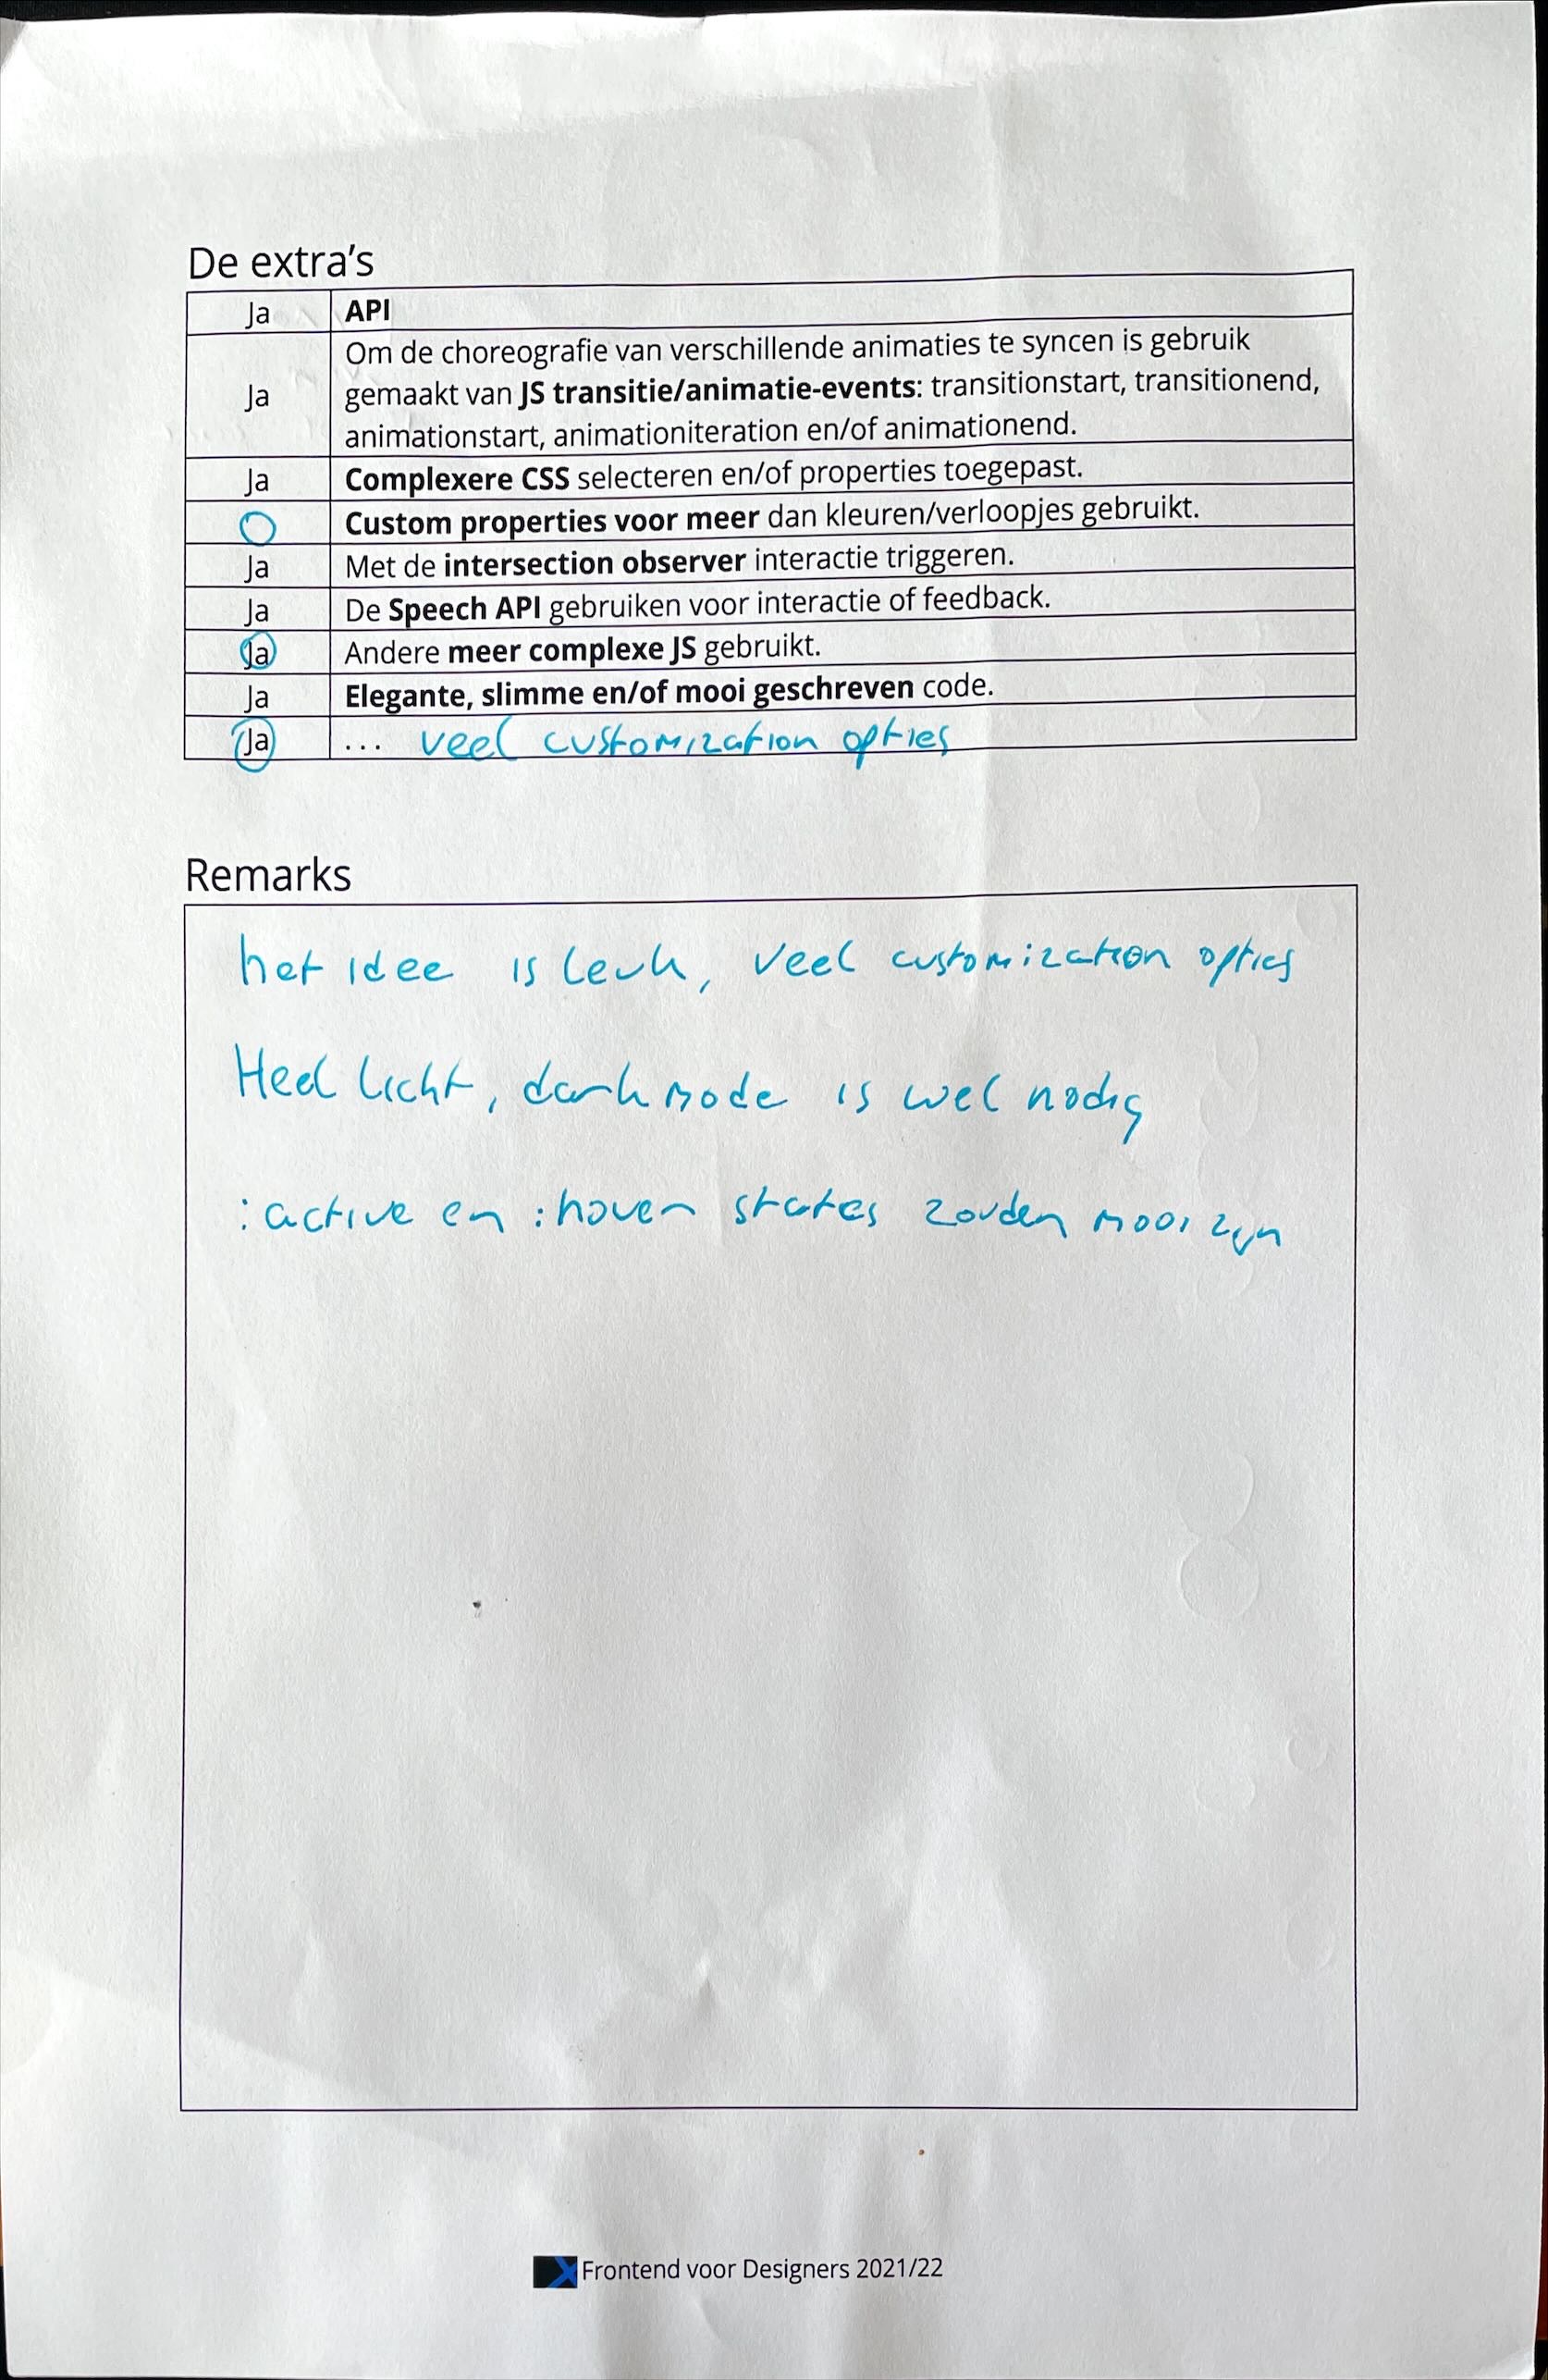 De extra's
Ja API
Ja Om de choreografie van verschillende animaties te syncen is gebruik
gemaakt van JS transitie/animatie-events: transitionstart, transitionend,
animationstart, animationiteration en/of animationend.
Ja Complexere CSS selecteren en/of properties toegepast.
Custom properties voor meer dan kleuren/verloopjes gebruikt.
Ja Met de intersection observer interactie triggeren.
Ja De Speech API gebruiken voor interactie of feedback.
Ja Andere meer complexe JS gebruikt.
Ja Elegante, slimme en/of mooi geschreven code.
Ja ... veel customization opties
Remarks
het idee is leuk, veel customization opties
Heel licht, darkmode is wel nodig
:active en :hover states zouden mooi zijn
Frontend voor Designers 2021/22